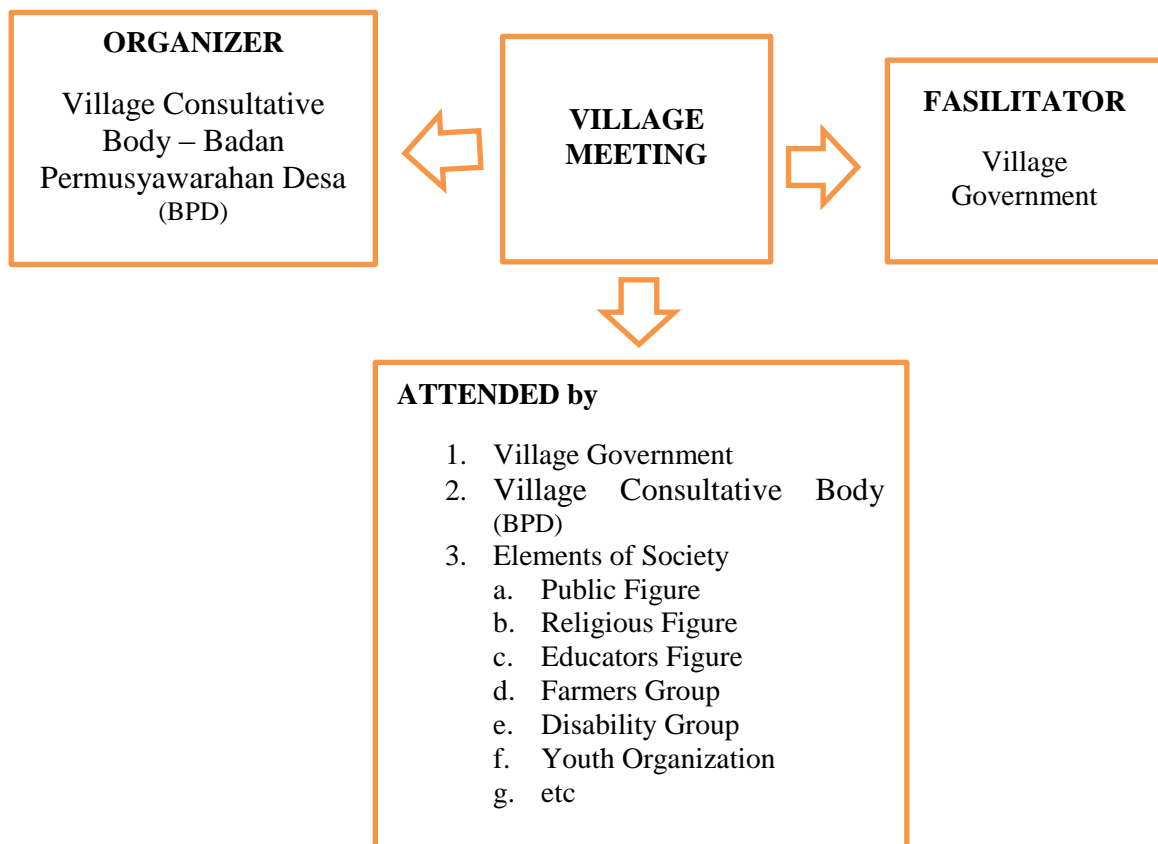 ORGANIZER
Village Consultative
Body – Badan
Permusyawarahan Desa
(BPD)
VILLAGE
MEETING
FASILITATOR
Village
Government
ATTENDED by
1. Village Government
2. Village Consultative Body
(BPD)
3. Elements of Society
a. Public Figure
b. Religious Figure
c. Educators Figure
d. Farmers Group
e. Disability Group
f. Youth Organization
g. etc